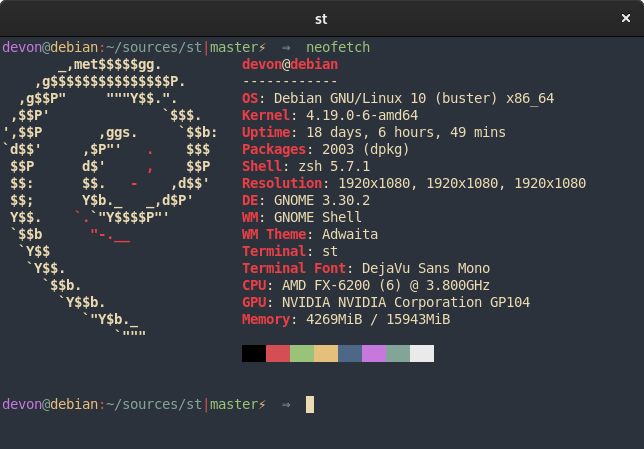 st ×
devon@debian:~/sources/st|master⚡ ⇒ neofetch
       _,met$$$$$gg.          devon@debian
    ,g$$$$$$$$$$$$$$$P.       ------------
  ,g$$P"     """Y$$.".        OS: Debian GNU/Linux 10 (buster) x86_64
 ,$$P'              `$$$.     Kernel: 4.19.0-6-amd64
',$$P       ,ggs.     `$$b:   Uptime: 18 days, 6 hours, 49 mins
`d$$'     ,$P"'   .    $$$    Packages: 2003 (dpkg)
 $$P      d$'     ,    $$P    Shell: zsh 5.7.1
 $$:      $$.   -    ,d$$'    Resolution: 1920x1080, 1920x1080, 1920x1080
 $$;      Y$b._   _,d$P'      DE: GNOME 3.30.2
 Y$$.    `.`"Y$$$$P"'         WM: GNOME Shell
 `$$b      "-.__              WM Theme: Adwaita
  `Y$$                        Terminal: st
   `Y$$.                      Terminal Font: DejaVu Sans Mono
     `$$b.                    CPU: AMD FX-6200 (6) @ 3.800GHz
       `Y$$b.                 GPU: NVIDIA NVIDIA Corporation GP104
          `"Y$b._             Memory: 4269MiB / 15943MiB
              `"""
devon@debian:~/sources/st|master⚡ ⇒